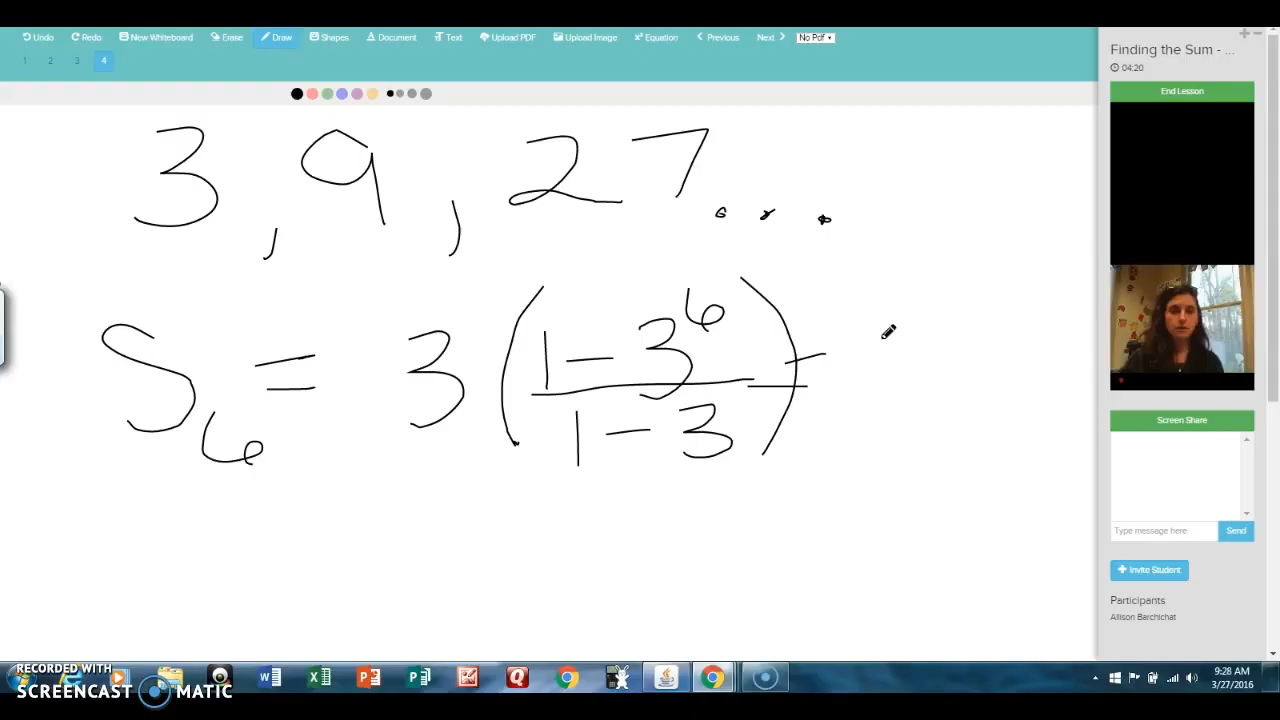 Undo Redo New Whiteboard Erase Draw Shapes Document Text Upload PDF Upload Image x² Equation Previous Next No Pdf
1 2 3 4
Finding the Sum - ...
04:20
End Lesson
3, 9, 27...
S₆ = 3 (1 - 3⁶ / 1 - 3) =
Screen Share
Type message here Send
Invite Student
Participants
Allison Barchichat
RECORDED WITH
SCREENCAST MATIC
9:28 AM
3/27/2016